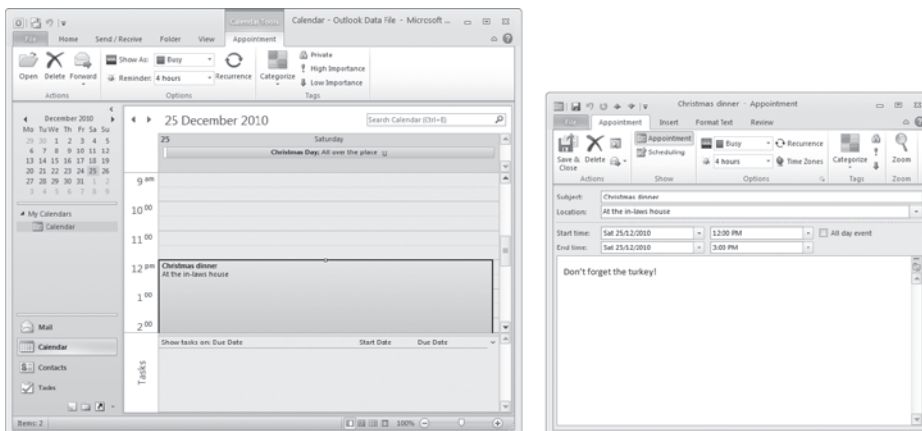 Calendar Tools
Calendar - Outlook Data File - Microsoft ...
File Home Send / Receive Folder View Appointment
Open Delete Forward
Show As: Busy
Reminder: 4 hours
Recurrence
Categorize
Private
High Importance
Low Importance
Actions Options Tags
December 2010
Mo Tu We Th Fr Sa Su
29 30 1 2 3 4 5
6 7 8 9 10 11 12
13 14 15 16 17 18 19
20 21 22 23 24 25 26
27 28 29 30 31 1 2
3 4 5 6 7 8 9
My Calendars
Calendar
Mail
Calendar
Contacts
Tasks
25 December 2010
Search Calendar (Ctrl+E)
25 Saturday
Christmas Day; All over the place
9 am
10 00
11 00
12 pm
Christmas dinner
At the in-laws house
1 00
2 00
Tasks
Show tasks on: Due Date Start Date Due Date
Items: 2
100%
Christmas dinner - Appointment
File Appointment Insert Format Text Review
Save & Close
Delete
Appointment
Scheduling
Busy
4 hours
Recurrence
Time Zones
Categorize
Zoom
Actions Show Options Tags Zoom
Subject: Christmas dinner
Location: At the in-laws house
Start time: Sat 25/12/2010 12:00 PM All day event
End time: Sat 25/12/2010 3:00 PM
Don't forget the turkey!